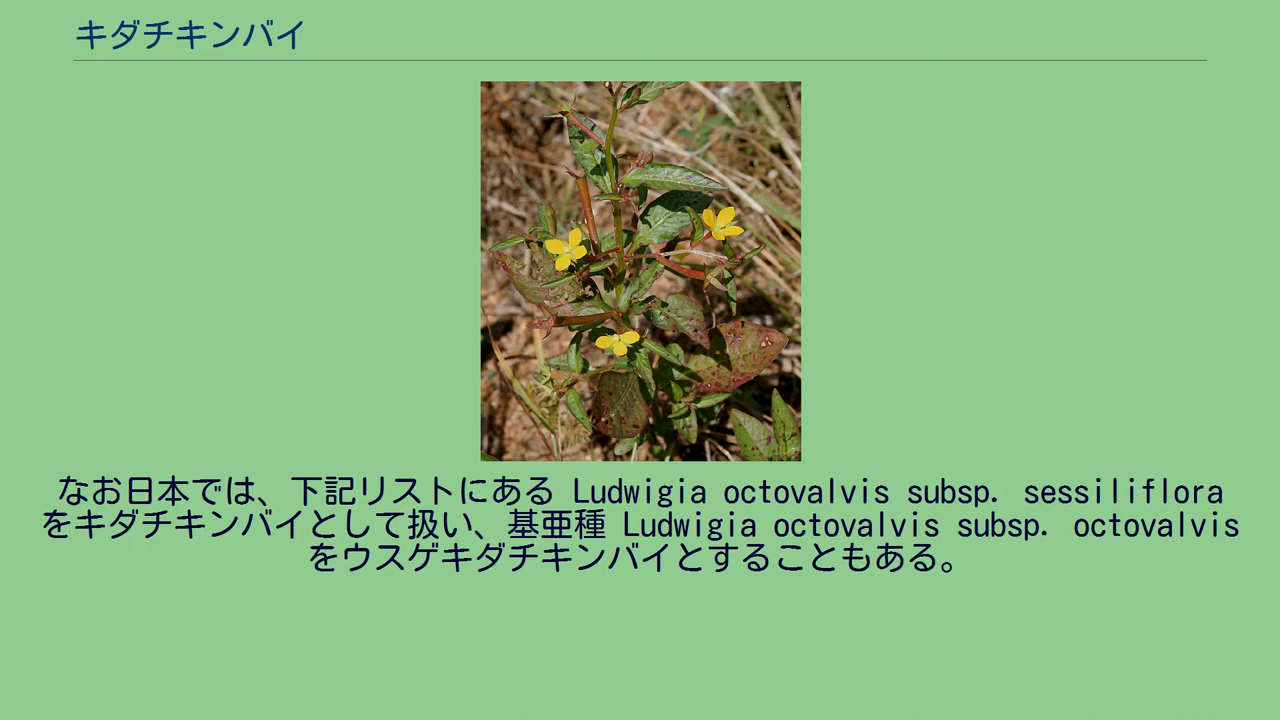 キダチキンバイ
なお日本では、下記リストにある Ludwigia octovalvis subsp. sessiliflora
をキダチキンバイとして扱い、基亜種 Ludwigia octovalvis subsp. octovalvis
をウスゲキダチキンバイとすることもある。